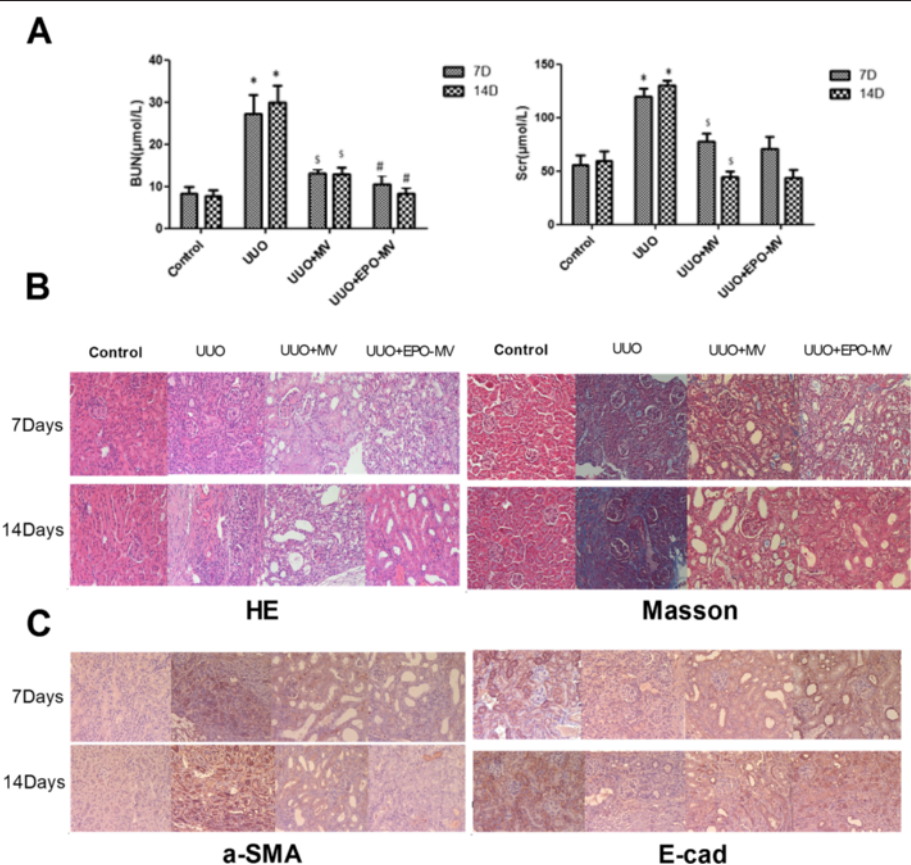 A
40
30
20
10
0
BUN(μmol/L)
* *
$ $
# #
7D
14D
Control
UUO
UUO+MV
UUO+EPO-MV
150
100
50
0
Scr(μmol/L)
* *
$
$
7D
14D
Control
UUO
UUO+MV
UUO+EPO-MV
B
Control UUO UUO+MV UUO+EPO-MV Control UUO UUO+MV UUO+EPO-MV
7Days
14Days
HE Masson
C
7Days
14Days
a-SMA E-cad